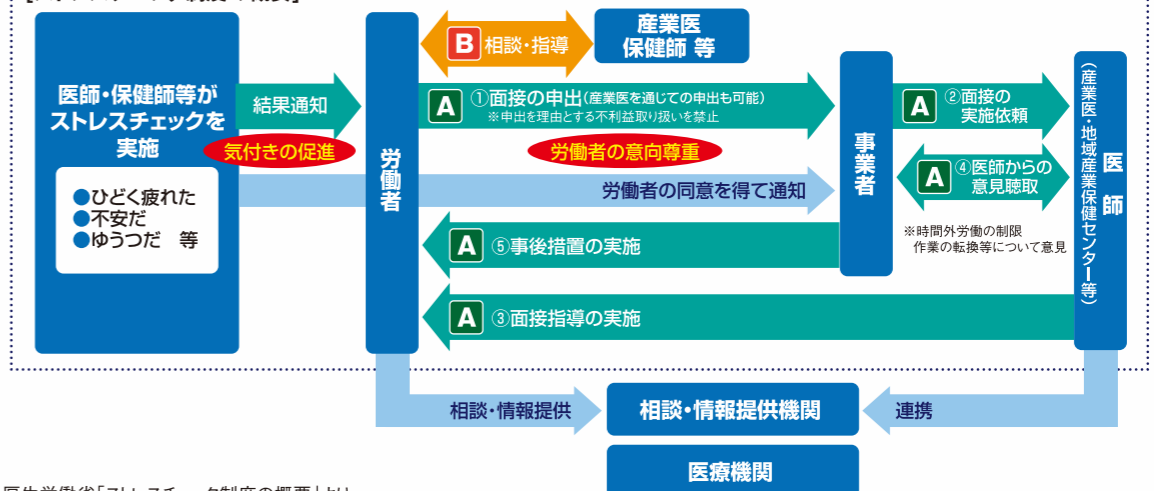 産業医
保健師 等
B 相談・指導
医師・保健師等が
ストレスチェックを
実施
結果通知
気付きの促進
●ひどく疲れた
●不安だ
●ゆうつだ 等
労働者
A ①面接の申出(産業医を通じての申出も可能)
※申出を理由とする不利益取り扱いを禁止
労働者の意向尊重
労働者の同意を得て通知
A ⑤事後措置の実施
A ③面接指導の実施
事業者
A ②面接の
実施依頼
A ④医師からの
意見聴取
※時間外労働の制限
作業の転換等について意見
医師
(産業医・地域産業保健センター等)
相談・情報提供
相談・情報提供機関
連携
医療機関